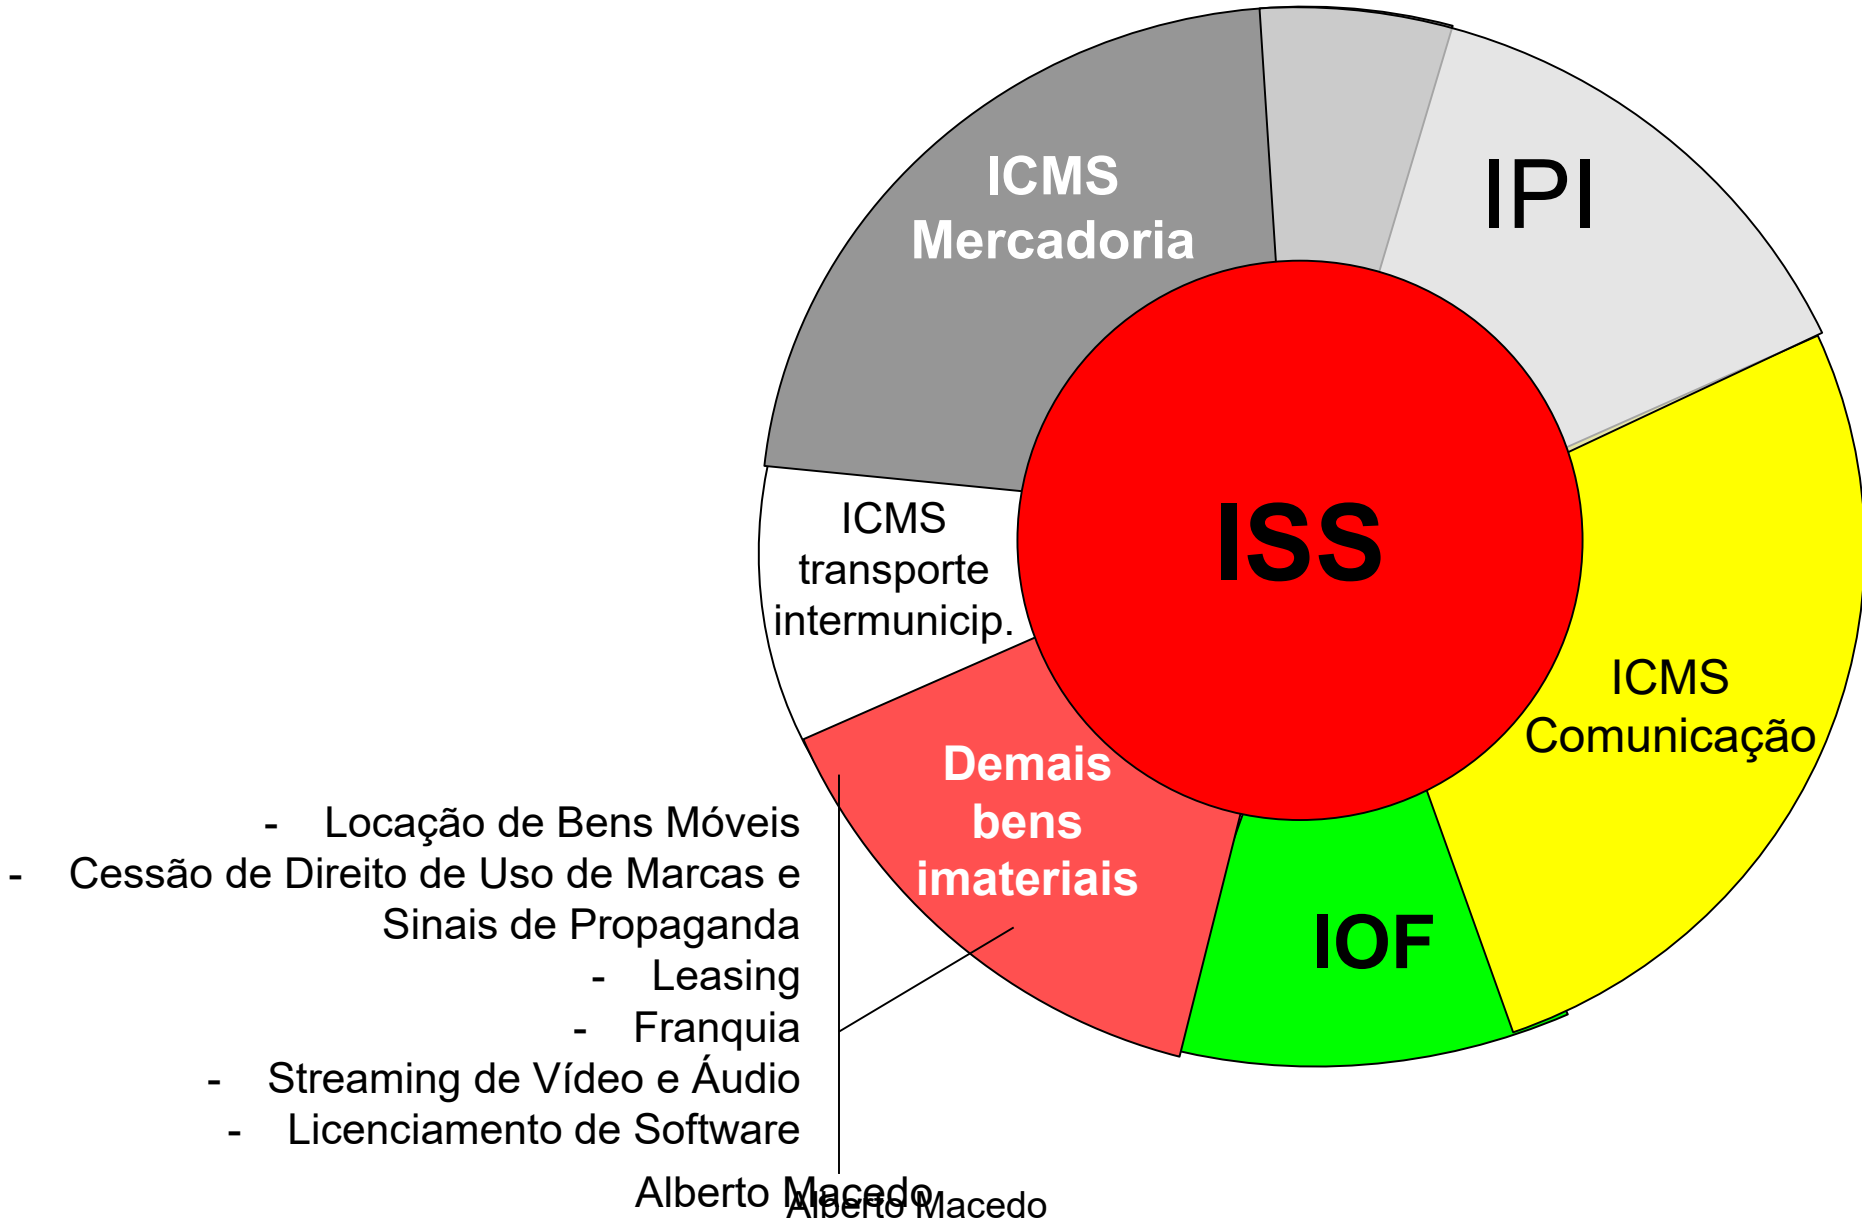 ICMS
Mercadoria
IPI
ICMS
transporte
intermunicip.
ISS
ICMS
Comunicação
Demais
bens
imateriais
IOF
- Locação de Bens Móveis
- Cessão de Direito de Uso de Marcas e
Sinais de Propaganda
- Leasing
- Franquia
- Streaming de Vídeo e Áudio
- Licenciamento de Software
Alberto Macedo
Alberto Macedo